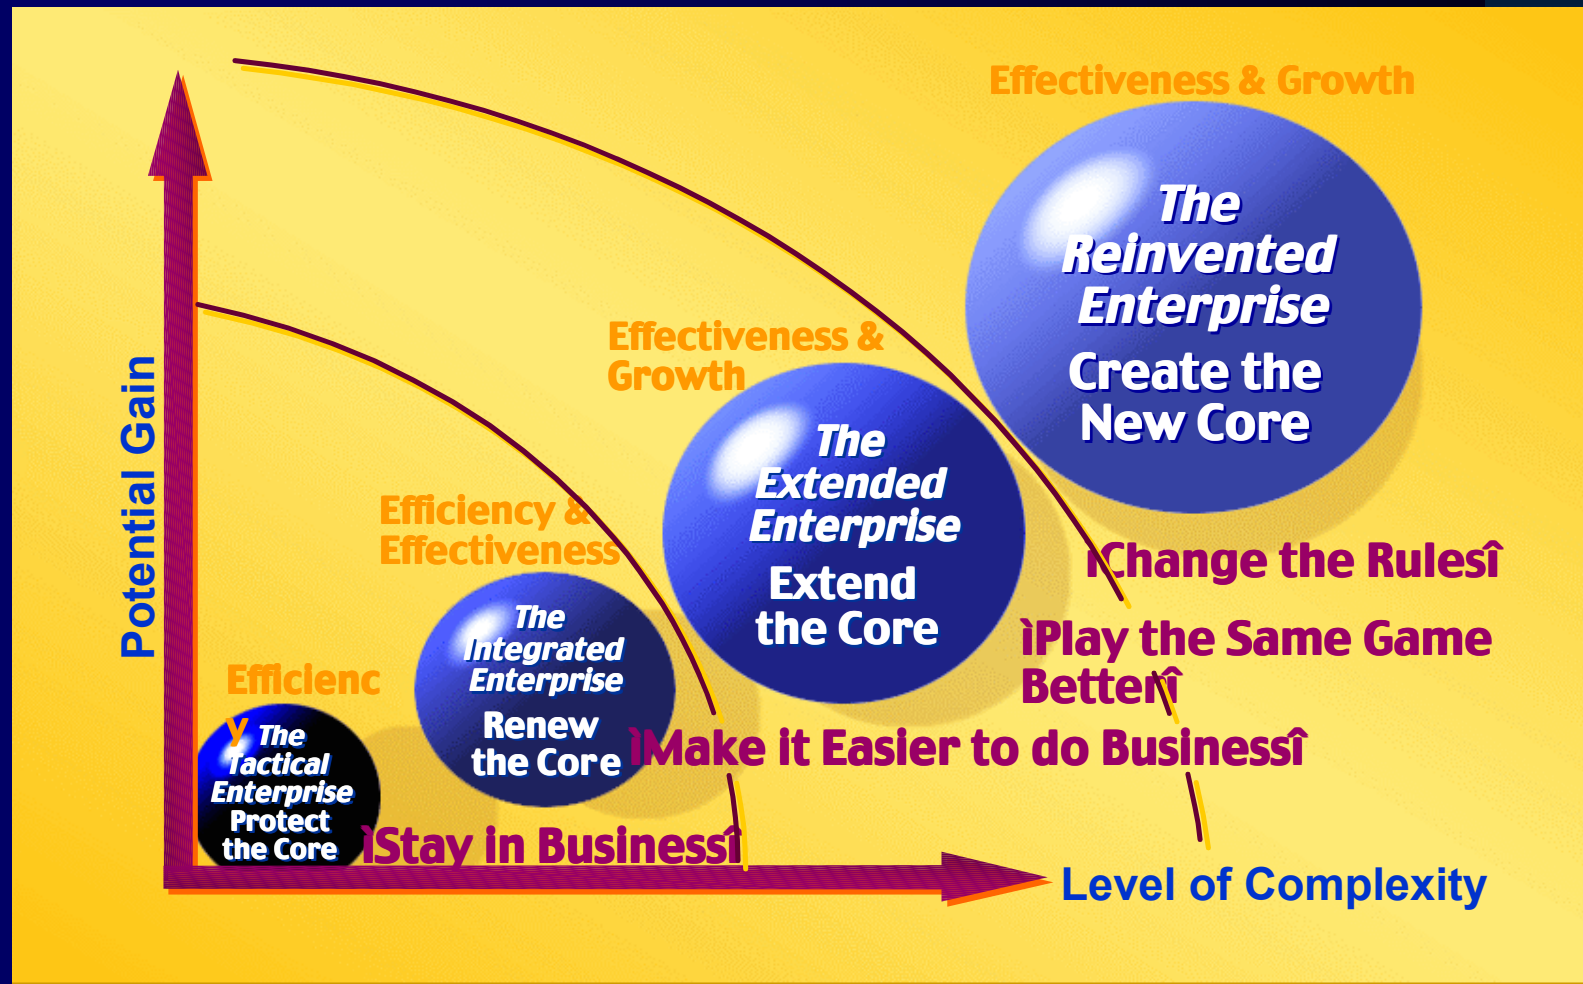 Effectiveness & Growth
The
Reinvented
Enterprise
Create the
New Core
Effectiveness &
Growth
The
Extended
Enterprise
Extend
the Core
Efficiency &
Effectiveness
The
Integrated
Enterprise
Renew
the Core
Efficienc
y
The
Tactical
Enterprise
Protect
the Core
ìChange the Rulesî
ìPlay the Same Game
Betterî
ìMake it Easier to do Businessî
ìStay in Businessî
Potential Gain
Level of Complexity